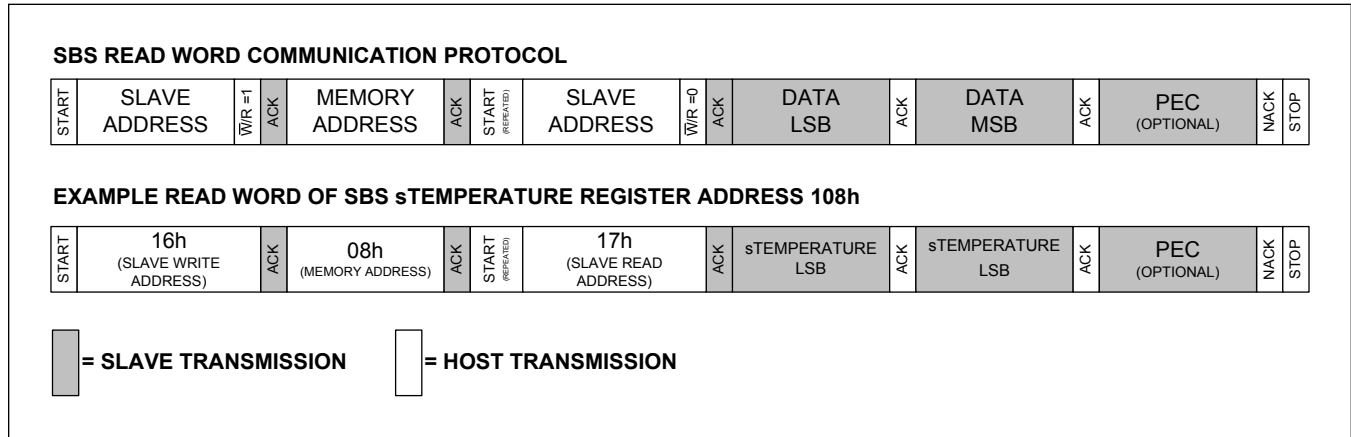 SBS READ WORD COMMUNICATION PROTOCOL
START
SLAVE
ADDRESS
W̅/R =1
ACK
MEMORY
ADDRESS
ACK
START
(REPEATED)
SLAVE
ADDRESS
W̅/R =0
ACK
DATA
LSB
ACK
DATA
MSB
ACK
PEC
(OPTIONAL)
NACK
STOP
EXAMPLE READ WORD OF SBS sTEMPERATURE REGISTER ADDRESS 108h
START
16h
(SLAVE WRITE
ADDRESS)
ACK
08h
(MEMORY ADDRESS)
ACK
START
(REPEATED)
17h
(SLAVE READ
ADDRESS)
ACK
sTEMPERATURE
LSB
ACK
sTEMPERATURE
LSB
ACK
PEC
(OPTIONAL)
NACK
STOP
= SLAVE TRANSMISSION
= HOST TRANSMISSION